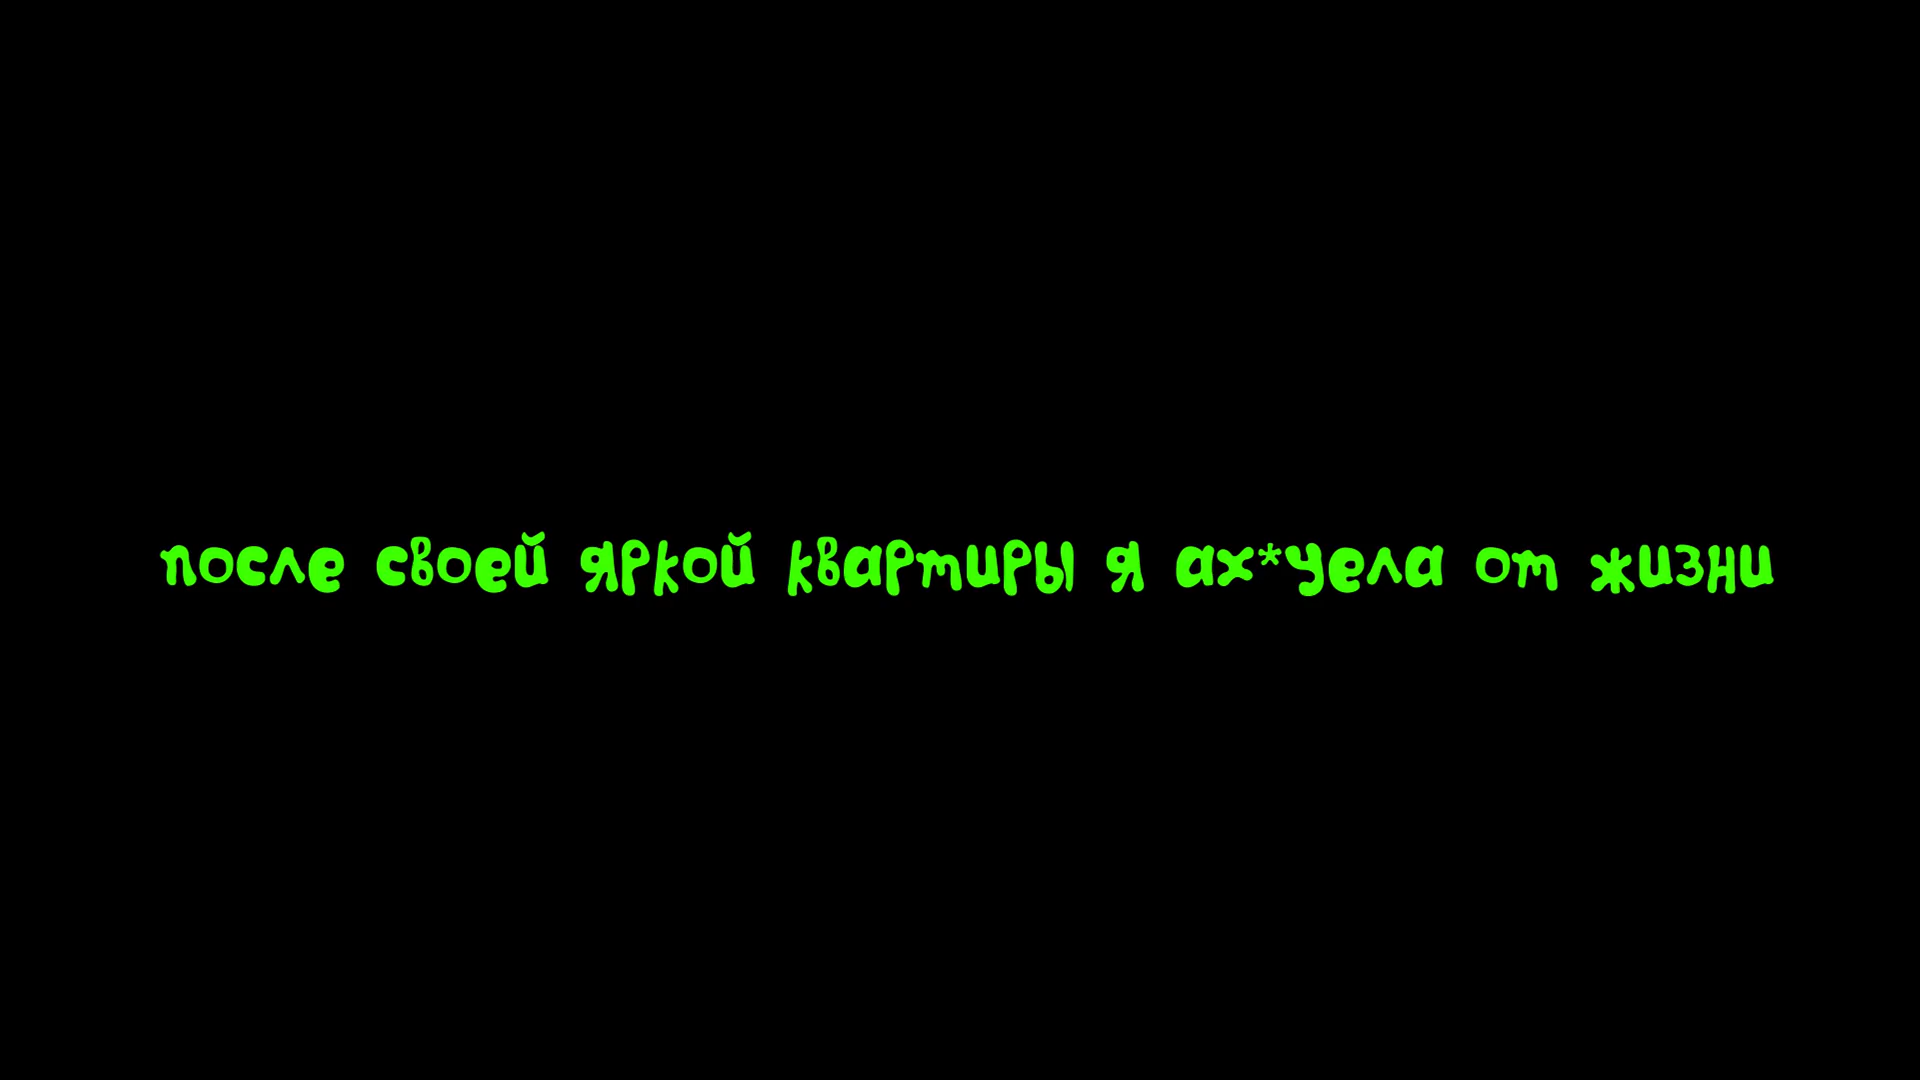 после своей яркой квартиры я ах*уела от жизни